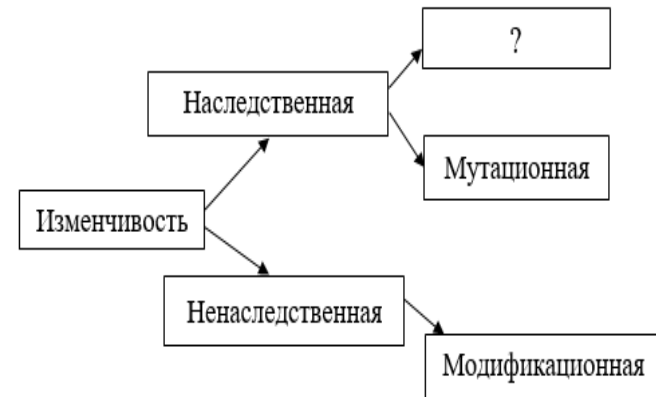 ?
Наследственная
Мутационная
Изменчивость
Ненаследственная
Модификационная